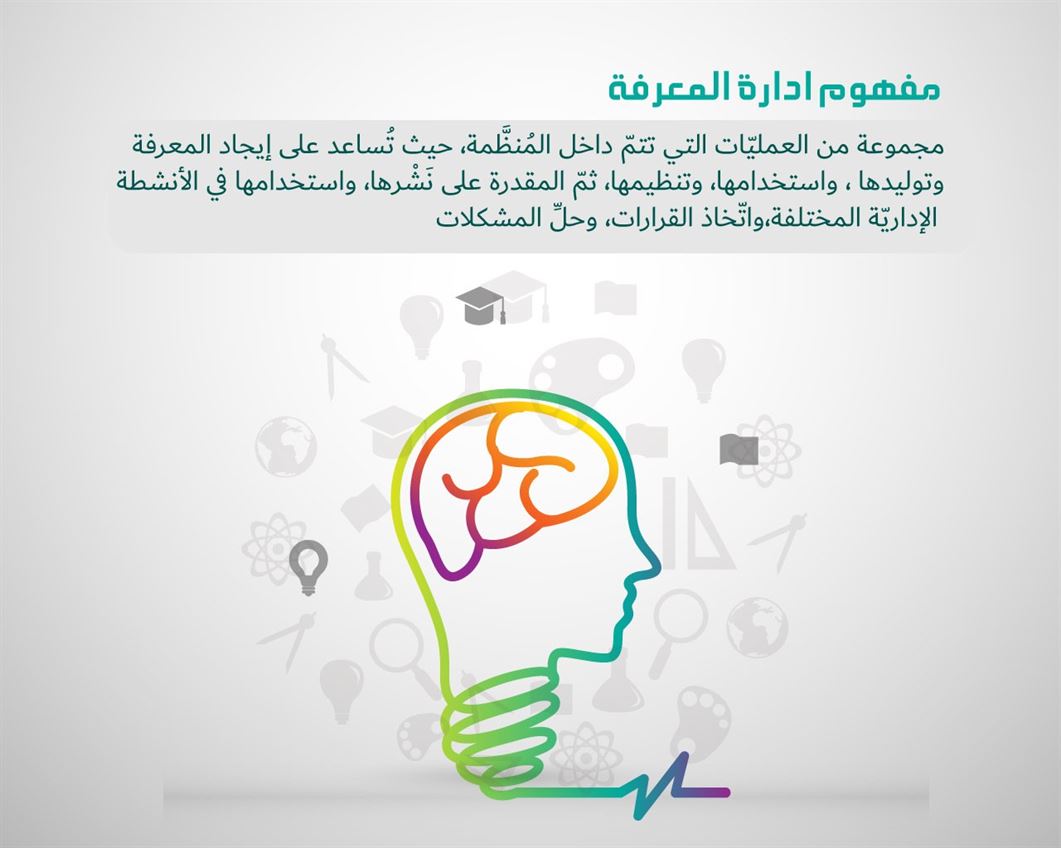 مفهوم ادارة المعرفة
مجموعة من العمليّات التي تتمّ داخل المُنظَّمة، حيث تُساعد على إيجاد المعرفة
وتوليدها ، واستخدامها، وتنظيمها، ثمّ المقدرة على نَشْرها، واستخدامها في الأنشطة
الإداريّة المختلفة،واتّخاذ القرارات، وحلِّ المشكلات